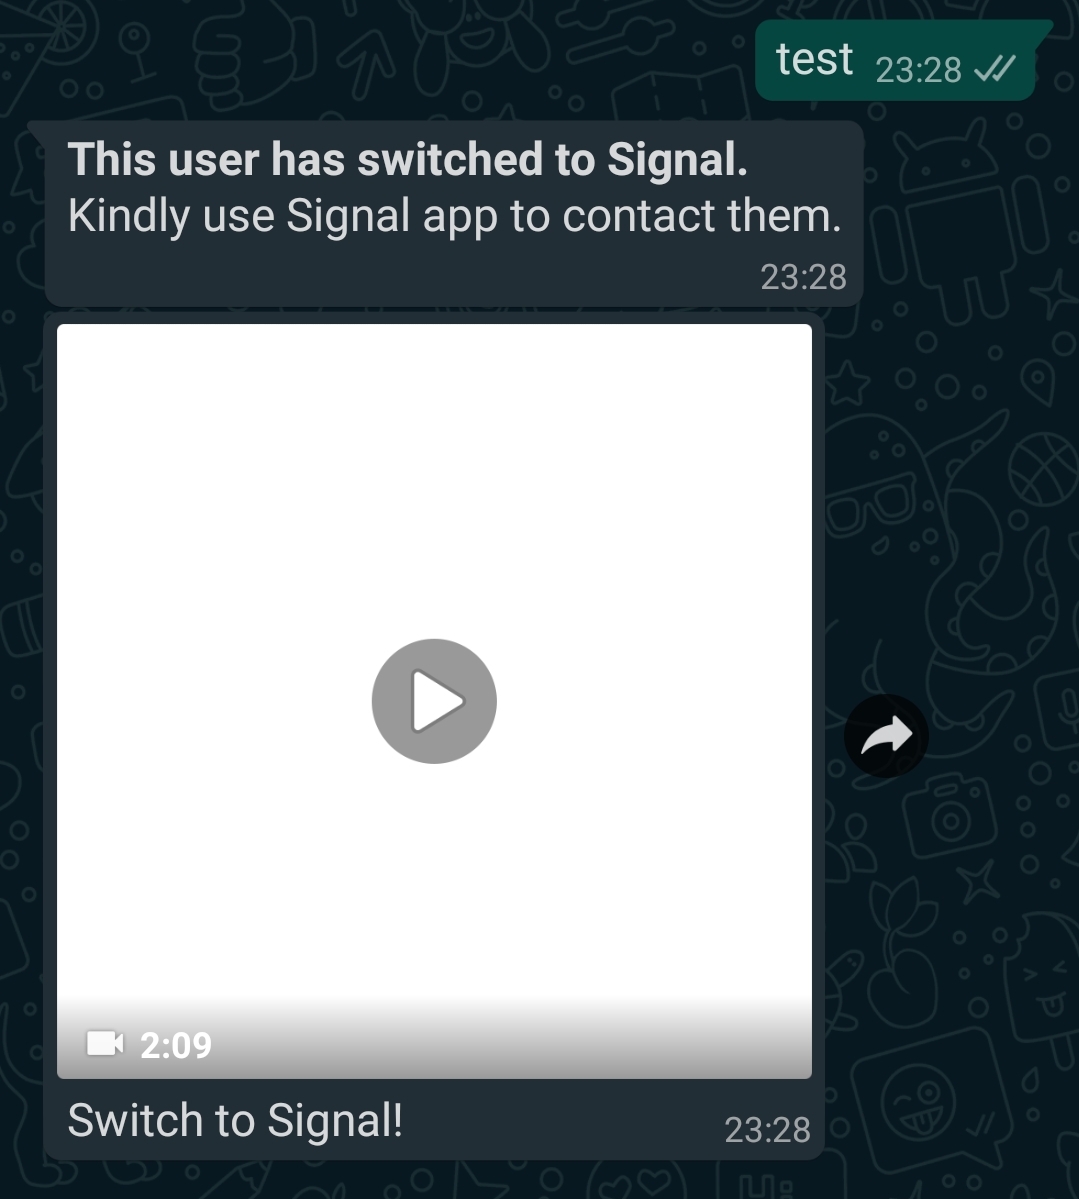 test 23:28
This user has switched to Signal.
Kindly use Signal app to contact them.
23:28
2:09
Switch to Signal! 23:28